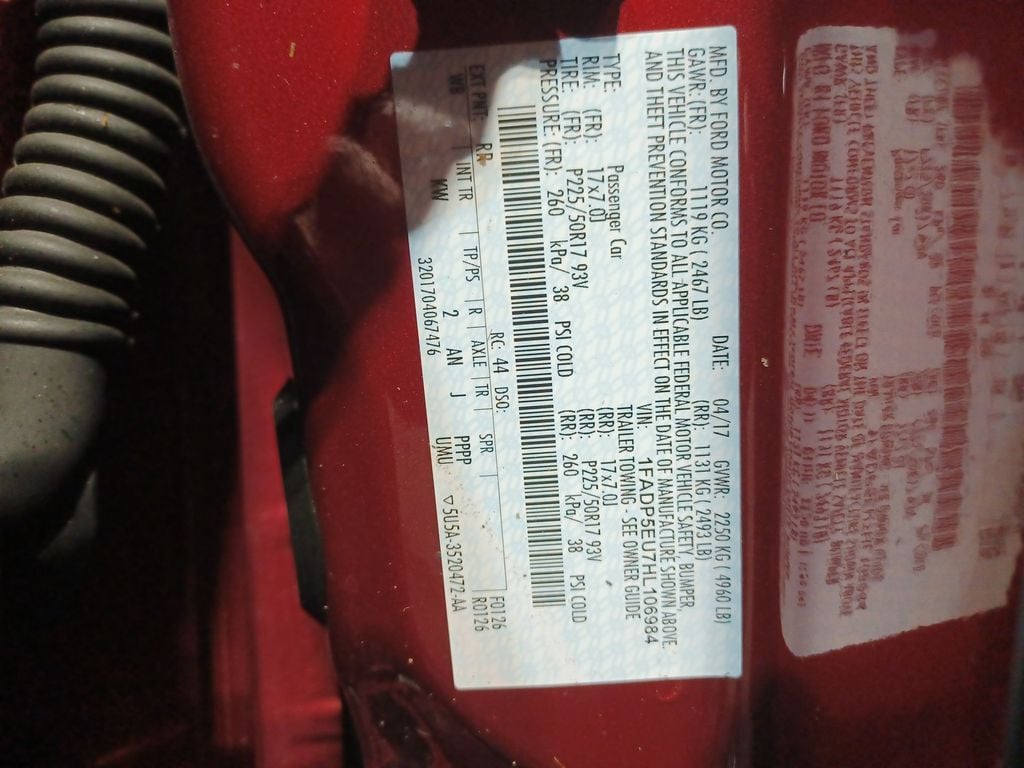 MFD. BY FORD MOTOR CO. DATE: 04/17 GVWR: 2250 KG ( 4960 LB)
GAWR: (FR): 1119 KG ( 2467 LB) (RR): 1131 KG ( 2493 LB)
THIS VEHICLE CONFORMS TO ALL APPLICABLE FEDERAL MOTOR VEHICLE SAFETY, BUMPER,
AND THEFT PREVENTION STANDARDS IN EFFECT ON THE DATE OF MANUFACTURE SHOWN ABOVE.
VIN: 1FADP5EU7HL106984
TYPE: Passenger Car TRAILER TOWING - SEE OWNER GUIDE
RIM: (FR): 17x7.0J (RR): 17x7.0J
TIRE: (FR): P225/50R17 93V (RR): P225/50R17 93V
PRESSURE: (FR): 260 kPa/ 38 PSI COLD (RR): 260 kPa/ 38 PSI COLD
RC: 44 DSO: F0126
EXT PNT: RR R0126
WB INT TR TP/PS R AXLE TR SPR
KW 2 AN J PPPP
UMU ▽5U5A-3520472-AA
3201704067476